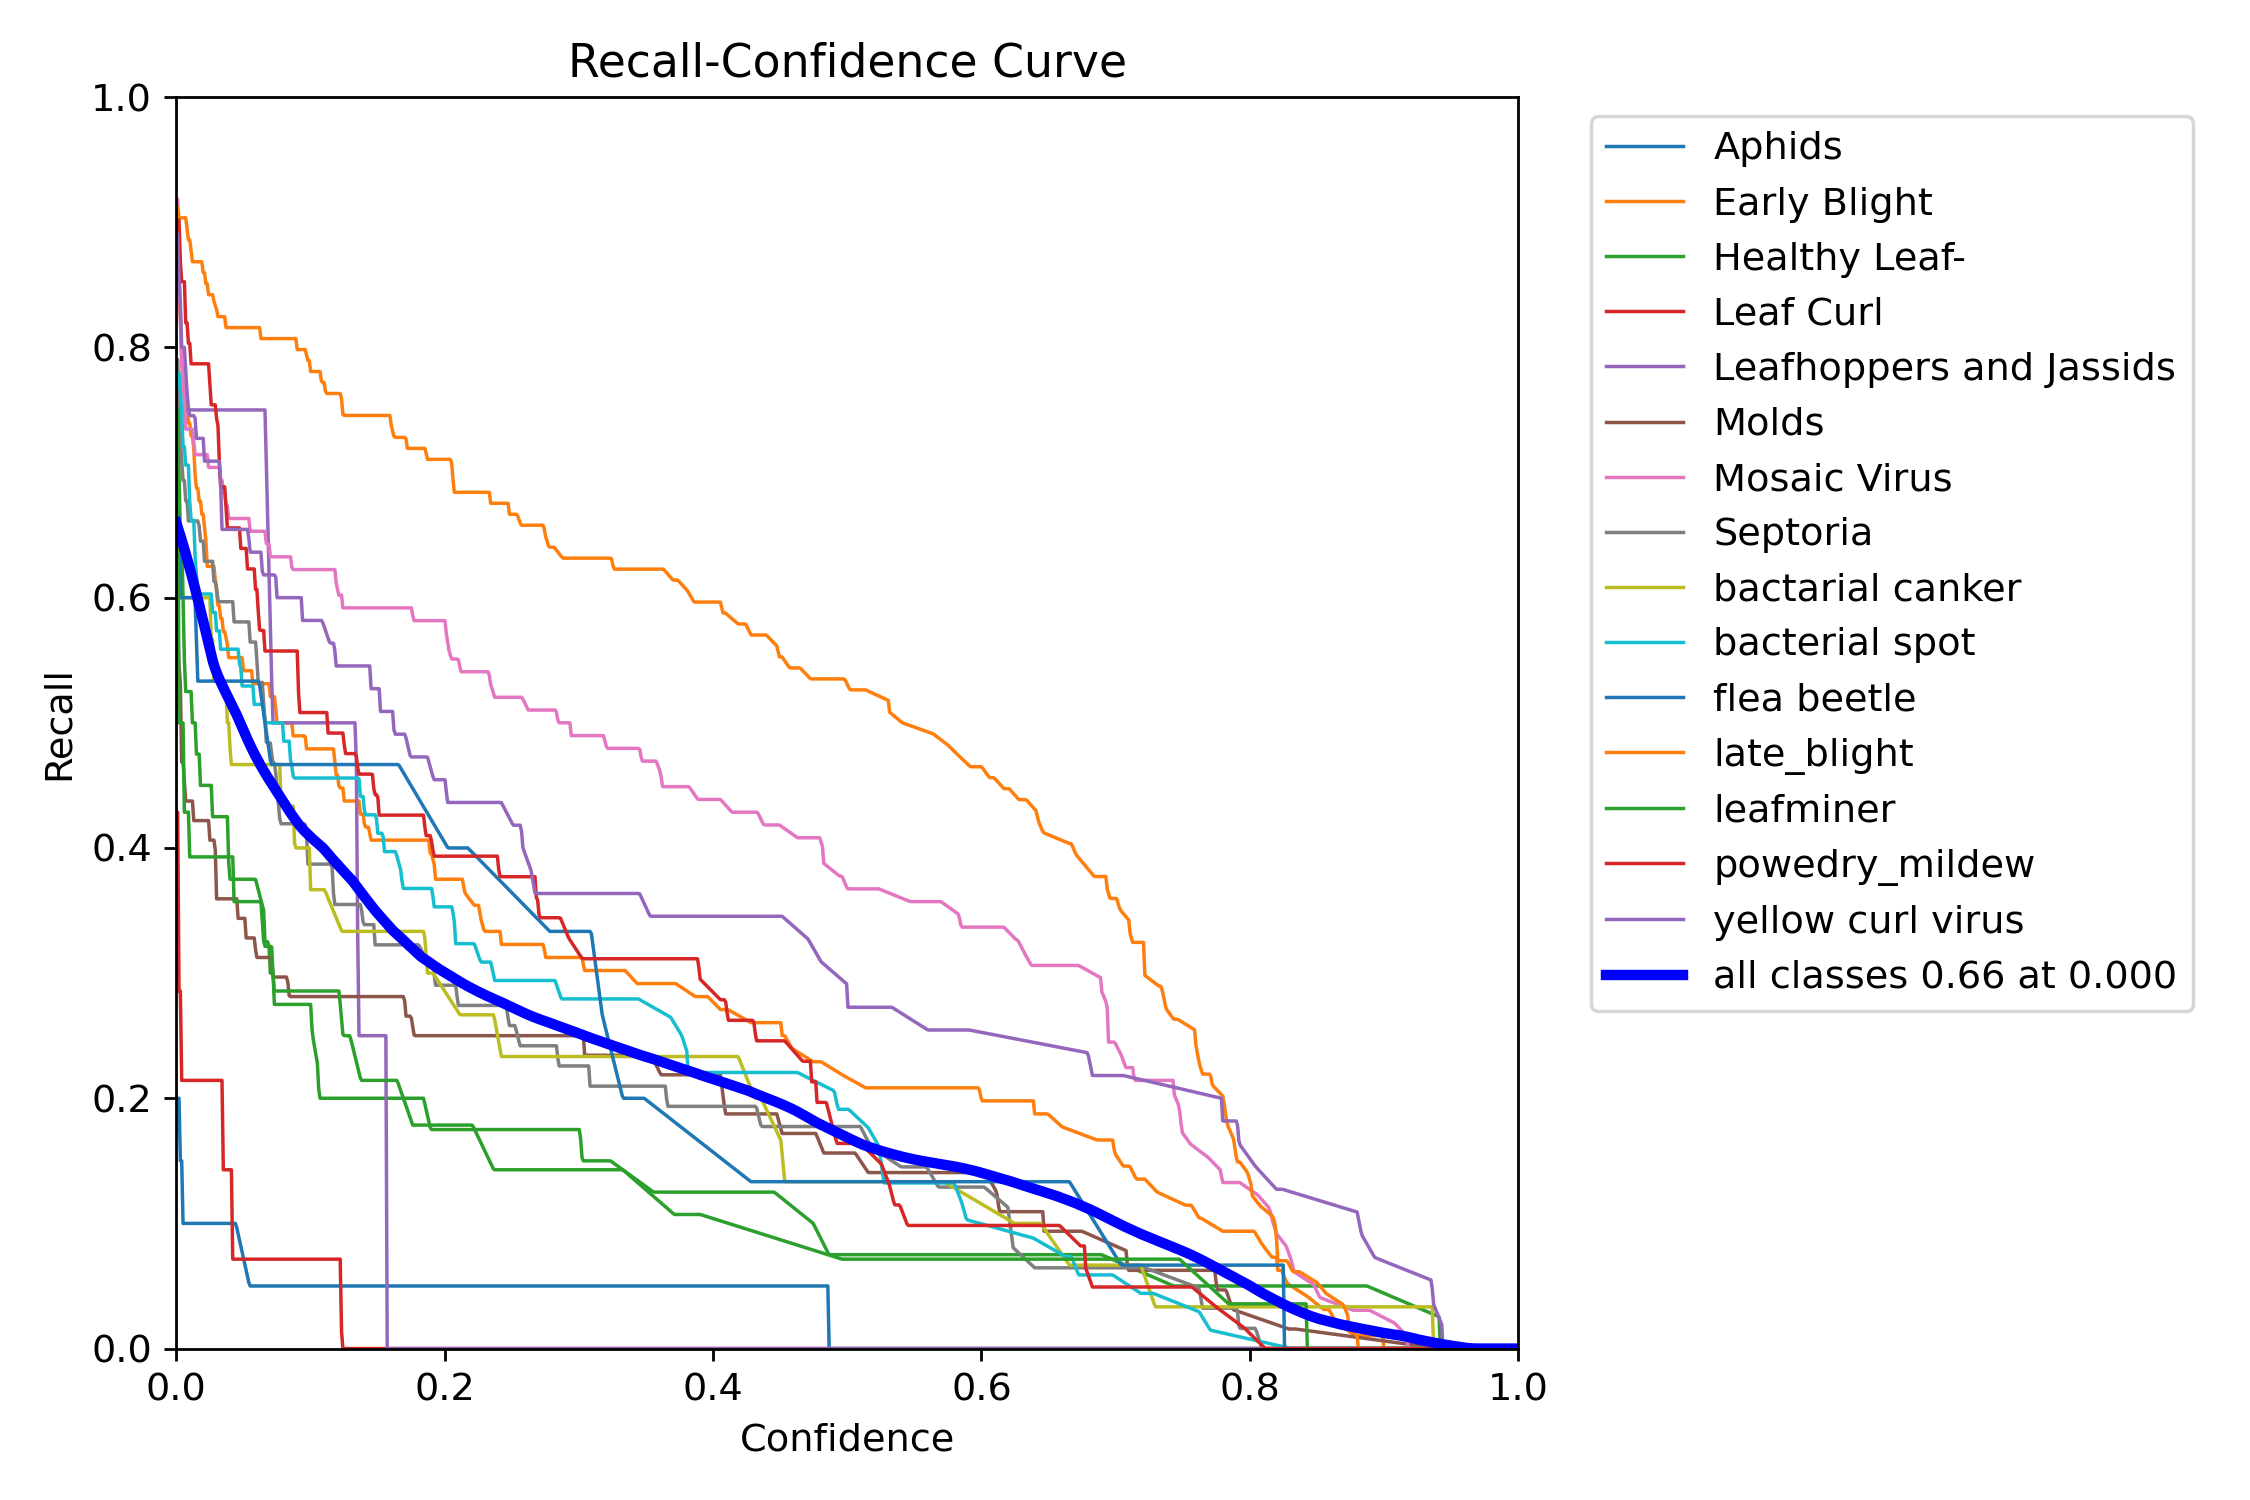 Recall-Confidence Curve
1.0
0.8
0.6
0.4
0.2
0.0
Recall
0.0 0.2 0.4 0.6 0.8 1.0
Confidence
Aphids
Early Blight
Healthy Leaf-
Leaf Curl
Leafhoppers and Jassids
Molds
Mosaic Virus
Septoria
bactarial canker
bacterial spot
flea beetle
late_blight
leafminer
powedry_mildew
yellow curl virus
all classes 0.66 at 0.000